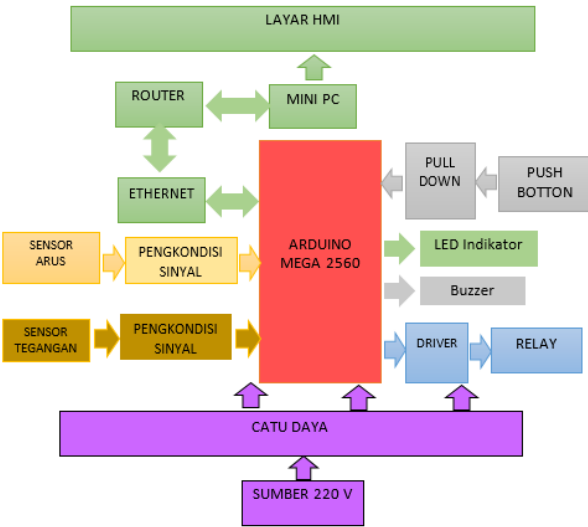 LAYAR HMI
ROUTER
MINI PC
ETHERNET
PULL
DOWN
PUSH
BOTTON
SENSOR
ARUS
PENGKONDISI
SINYAL
ARDUINO
MEGA 2560
LED Indikator
Buzzer
SENSOR
TEGANGAN
PENGKONDISI
SINYAL
DRIVER
RELAY
CATU DAYA
SUMBER 220 V